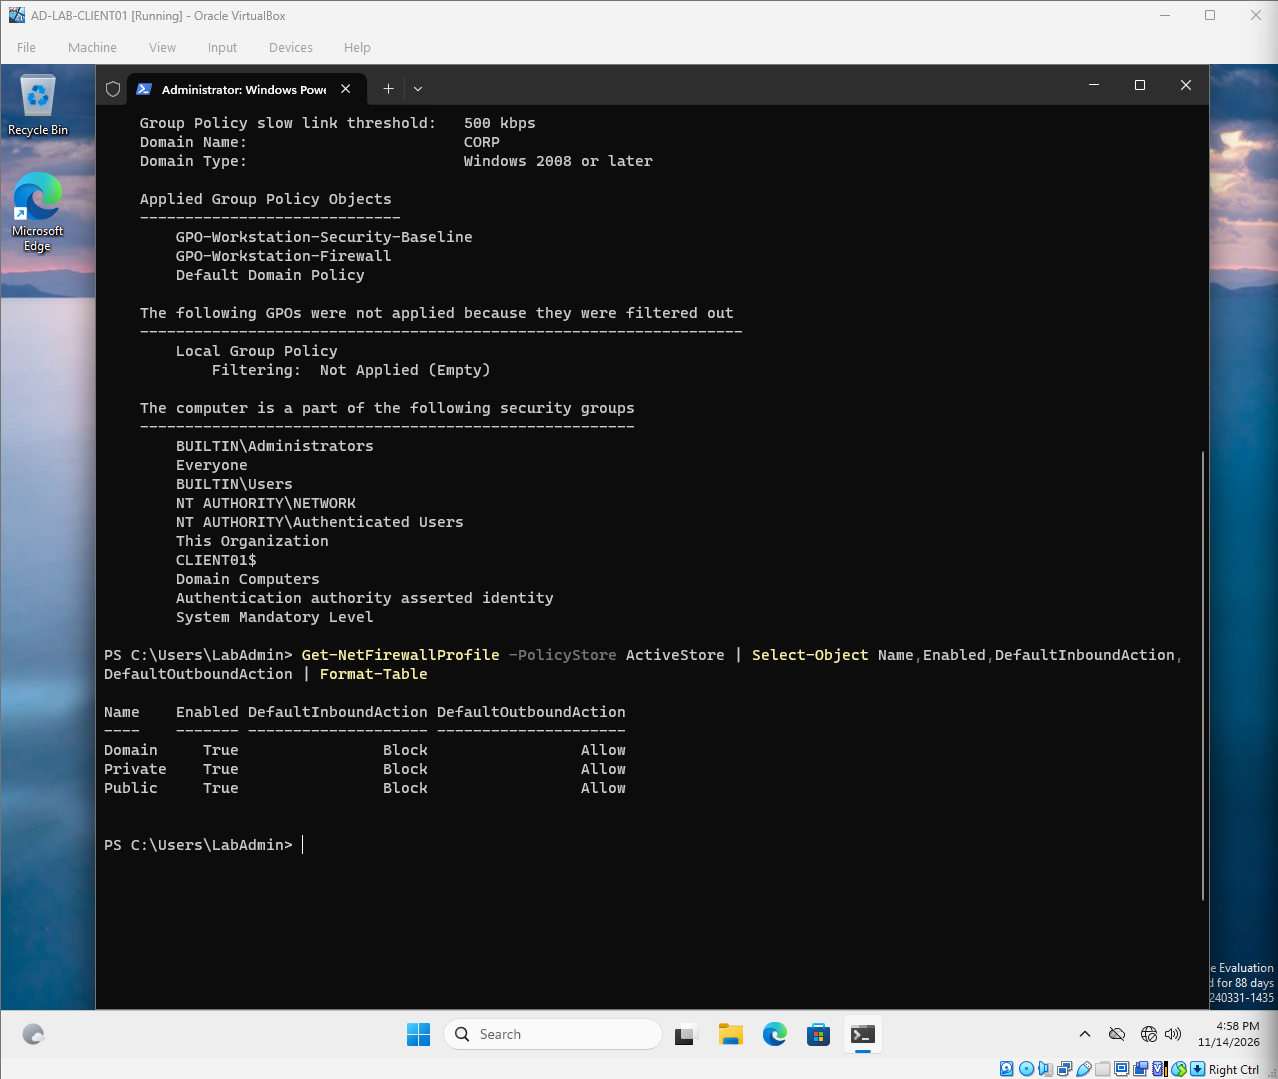 AD-LAB-CLIENT01 [Running] - Oracle VirtualBox
File Machine View Input Devices Help
Recycle Bin
Microsoft
Edge
Administrator: Windows Powe
Group Policy slow link threshold: 500 kbps
Domain Name: CORP
Domain Type: Windows 2008 or later
Applied Group Policy Objects
-----------------------------
GPO-Workstation-Security-Baseline
GPO-Workstation-Firewall
Default Domain Policy
The following GPOs were not applied because they were filtered out
-------------------------------------------------------------------
Local Group Policy
Filtering: Not Applied (Empty)
The computer is a part of the following security groups
-------------------------------------------------------
BUILTIN\Administrators
Everyone
BUILTIN\Users
NT AUTHORITY\NETWORK
NT AUTHORITY\Authenticated Users
This Organization
CLIENT01$
Domain Computers
Authentication authority asserted identity
System Mandatory Level
PS C:\Users\LabAdmin> Get-NetFirewallProfile -PolicyStore ActiveStore | Select-Object Name,Enabled,DefaultInboundAction,
DefaultOutboundAction | Format-Table
Name Enabled DefaultInboundAction DefaultOutboundAction
---- ------- -------------------- ---------------------
Domain True Block Allow
Private True Block Allow
Public True Block Allow
PS C:\Users\LabAdmin>
e Evaluation
d for 88 days
240331-1435
Search
4:58 PM
11/14/2026
Right Ctrl